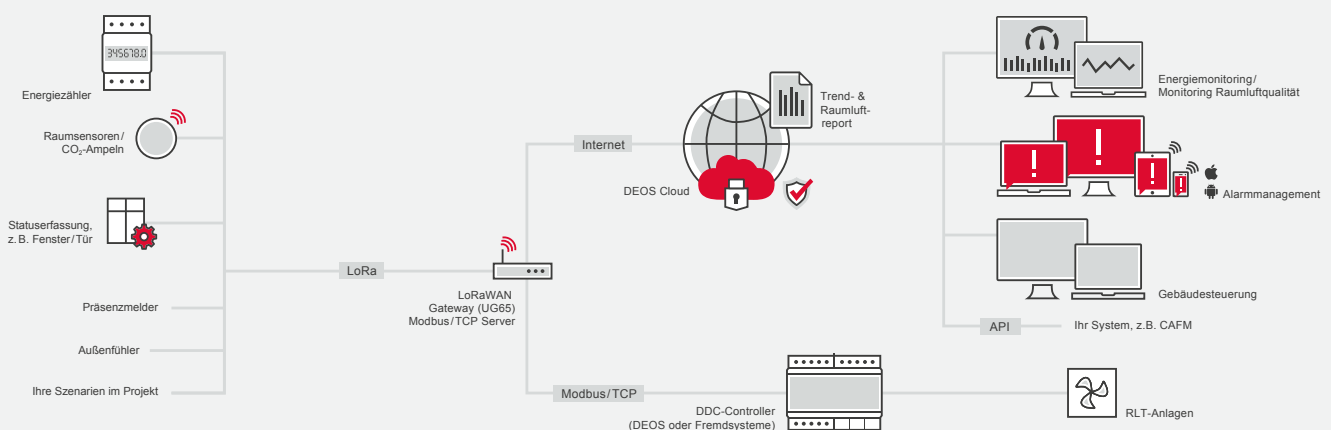 345678.0
Energiezähler
Raumsensoren/
CO₂-Ampeln
Statuserfassung,
z.B. Fenster/Tür
Präsenzmelder
Außenfühler
Ihre Szenarien im Projekt
LoRa
LoRaWAN
Gateway (UG65)
Modbus/TCP Server
Internet
DEOS Cloud
Trend- &
Raumluft-
report
Energiemonitoring/
Monitoring Raumluftqualität
! ! ! !
Alarmmanagement
Gebäudesteuerung
API
Ihr System, z.B. CAFM
Modbus/TCP
DDC-Controller
(DEOS oder Fremdsysteme)
RLT-Anlagen